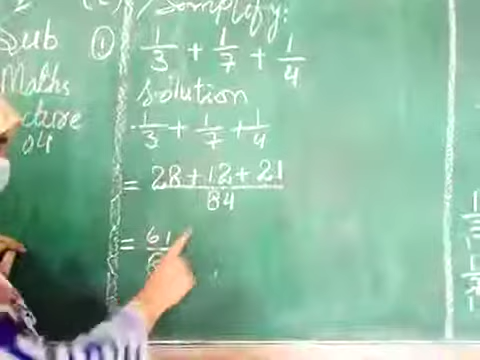 Simplify:
Sub
Maths
04
① 1/3 + 1/7 + 1/4
Solution
1/3 + 1/7 + 1/4
= 28 + 12 + 21 / 84
= 61